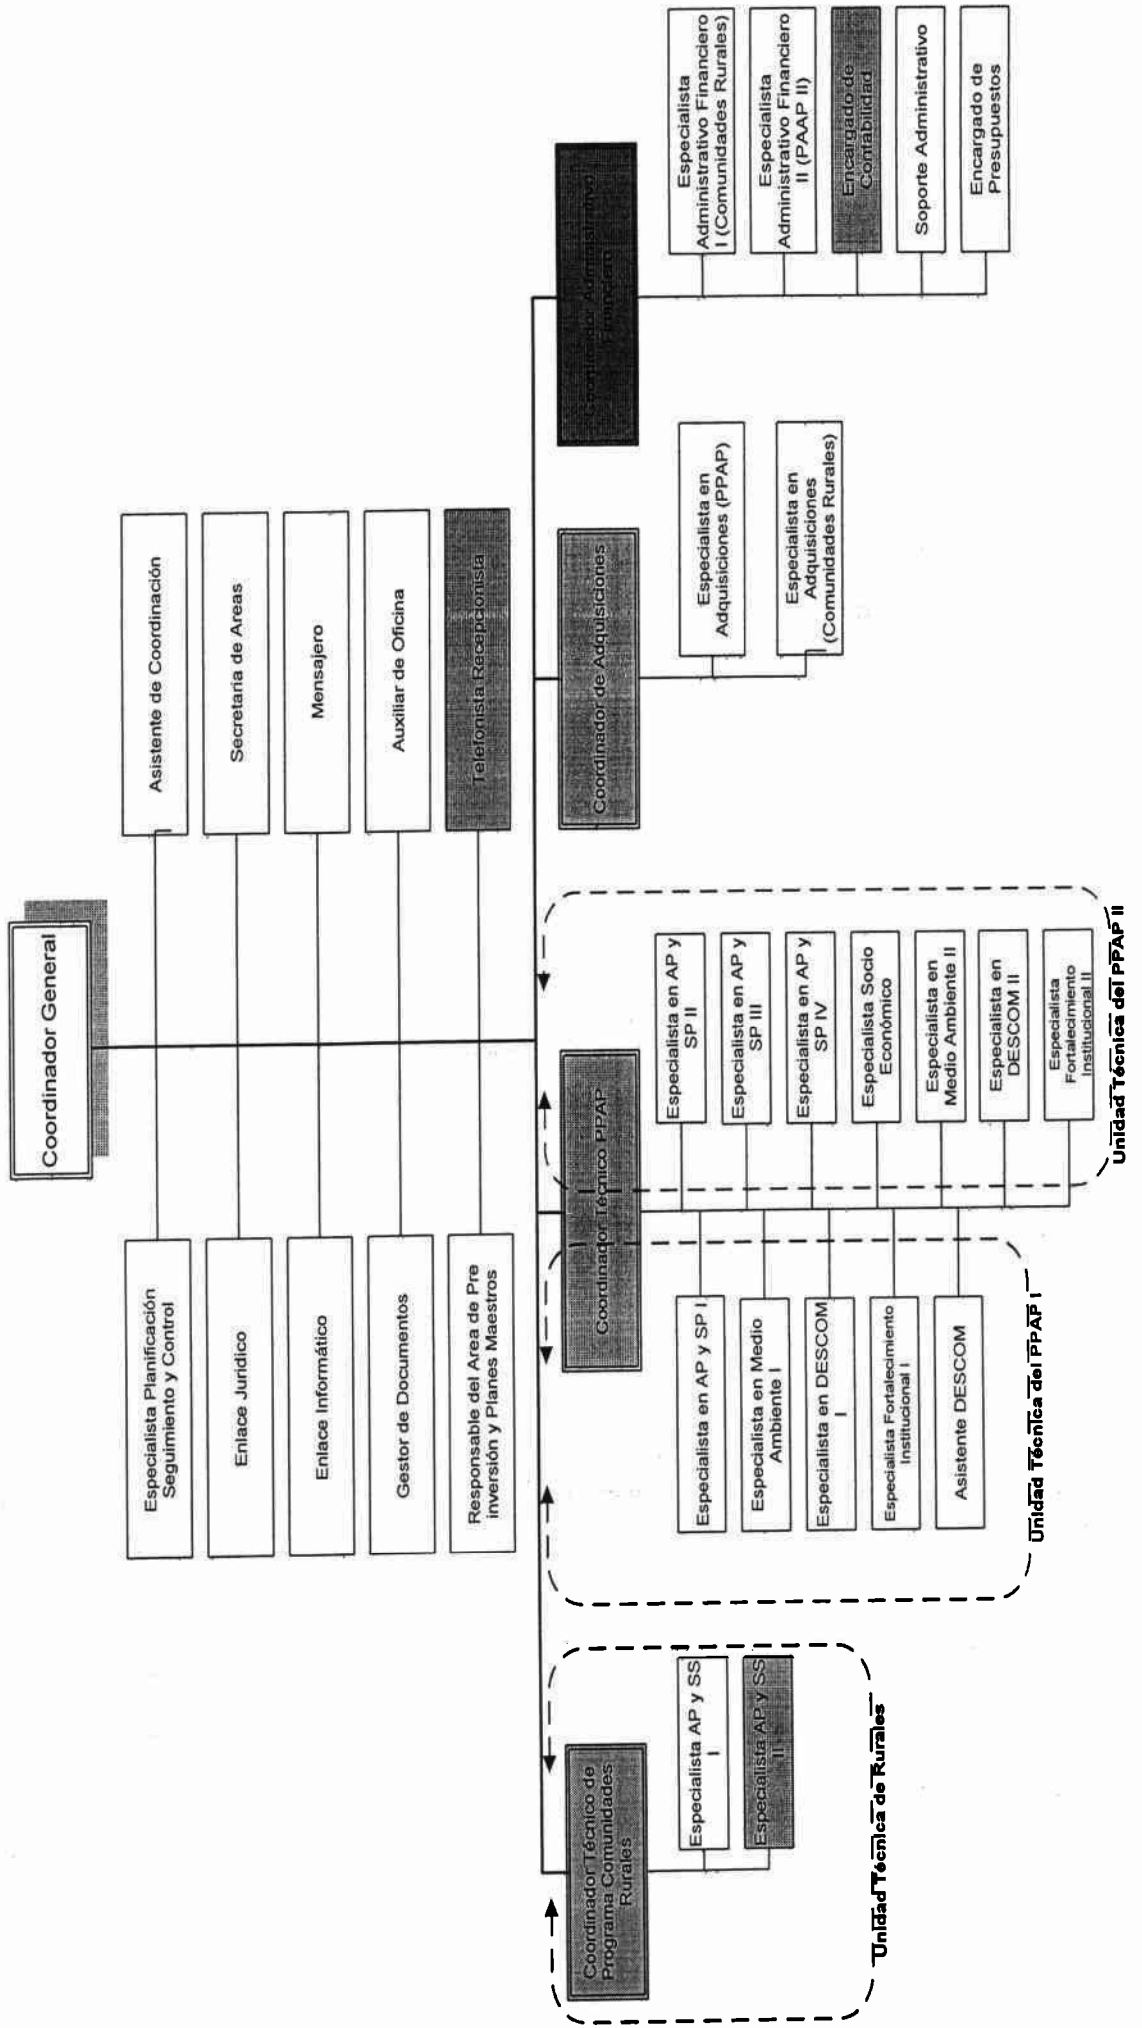 Coordinador General
Especialista Planificación
Seguimiento y Control
Enlace Juridico
Enlace Informático
Gestor de Documentos
Responsable del Area de Pre
inversión y Planes Maestros
Asistente de Coordinación
Secretaria de Areas
Mensajero
Auxiliar de Oficina
Telefonista Recepcionista
Coordinador Técnico de
Programa Comunidades
Rurales
Especialista AP y SS
I
Especialista AP y SS
II
Unidad Técnica de Rurales
Coordinador Técnico PPAP
Especialista en AP y SP I
Especialista en Medio
Ambiente I
Especialista en DESCOM
I
Especialista Fortalecimiento
Institucional I
Asistente DESCOM
Unidad Técnica del PPAP I
Especialista en AP y
SP II
Especialista en AP y
SP III
Especialista en AP y
SP IV
Especialista Socio
Económico
Especialista en
Medio Ambiente II
Especialista en
DESCOM II
Especialista
Fortalecimiento
Institucional II
Unidad Técnica del PPAP II
Coordinador de Adquisiciones
Especialista en
Adquisiciones (PPAP)
Especialista en
Adquisiciones
(Comunidades Rurales)
Coordinador Administrativo
Financiero
Especialista
Administrativo Financiero
I (Comunidades Rurales)
Especialista
Administrativo Financiero
II (PAAP II)
Encargado de
Contabilidad
Soporte Administrativo
Encargado de
Presupuestos